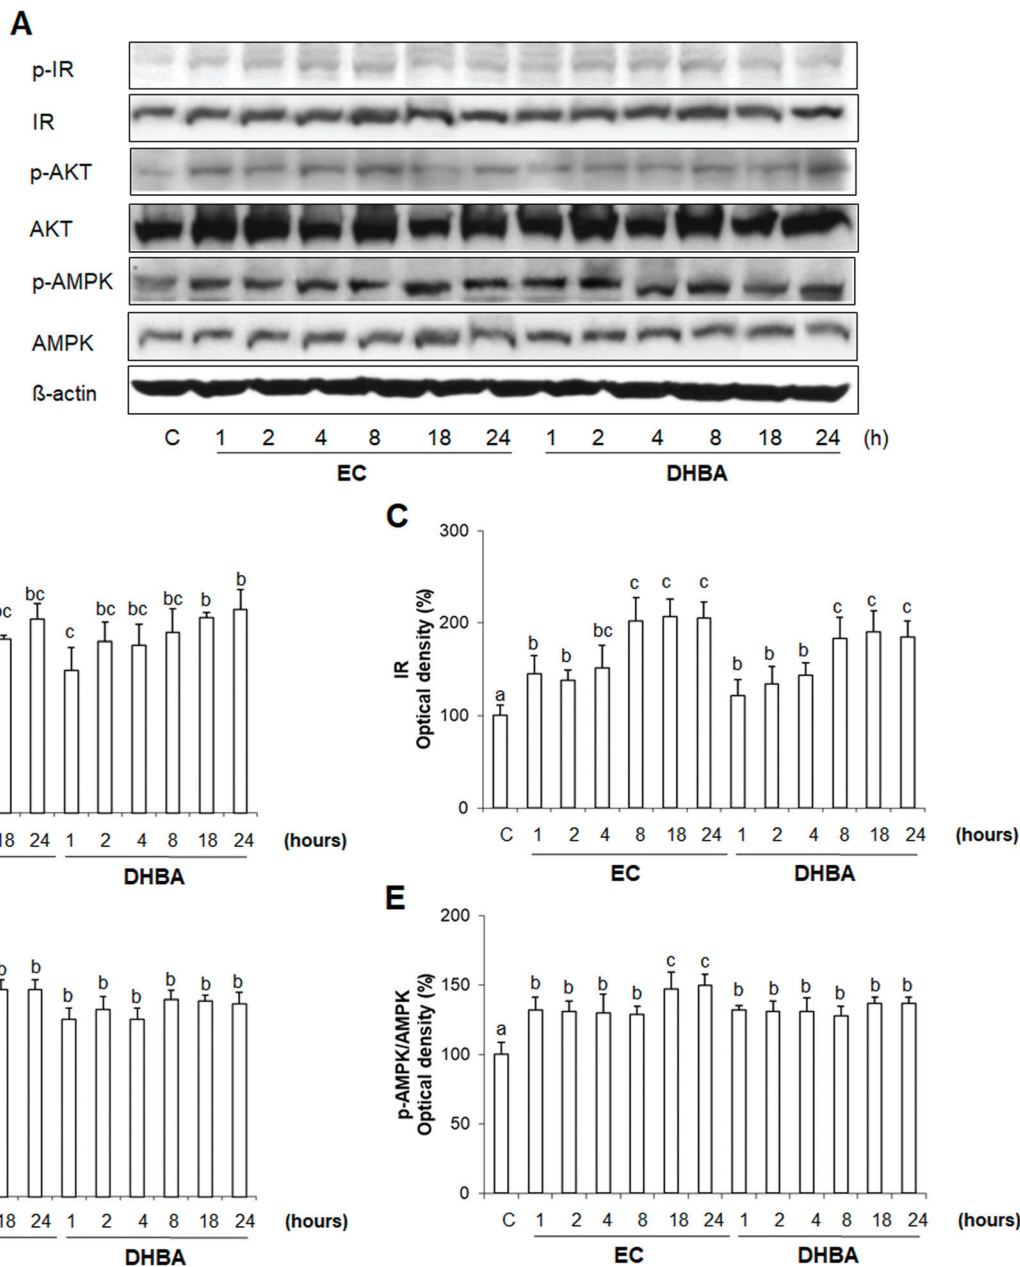 A
p-IR
IR
p-AKT
AKT
p-AMPK
AMPK
ß-actin
C 1 2 4 8 18 24 1 2 4 8 18 24 (h)
EC DHBA
bc bc c bc bc bc b b
18 24 1 2 4 8 18 24 (hours)
DHBA
C
300
200
100
0
IR
Optical density (%)
a b b bc c c c b b b c c c
C 1 2 4 8 18 24 1 2 4 8 18 24 (hours)
EC DHBA
b b b b b b b b
18 24 1 2 4 8 18 24 (hours)
DHBA
E
200
150
100
50
0
p-AMPK/AMPK
Optical density (%)
a b b b b c c b b b b b b
C 1 2 4 8 18 24 1 2 4 8 18 24 (hours)
EC DHBA